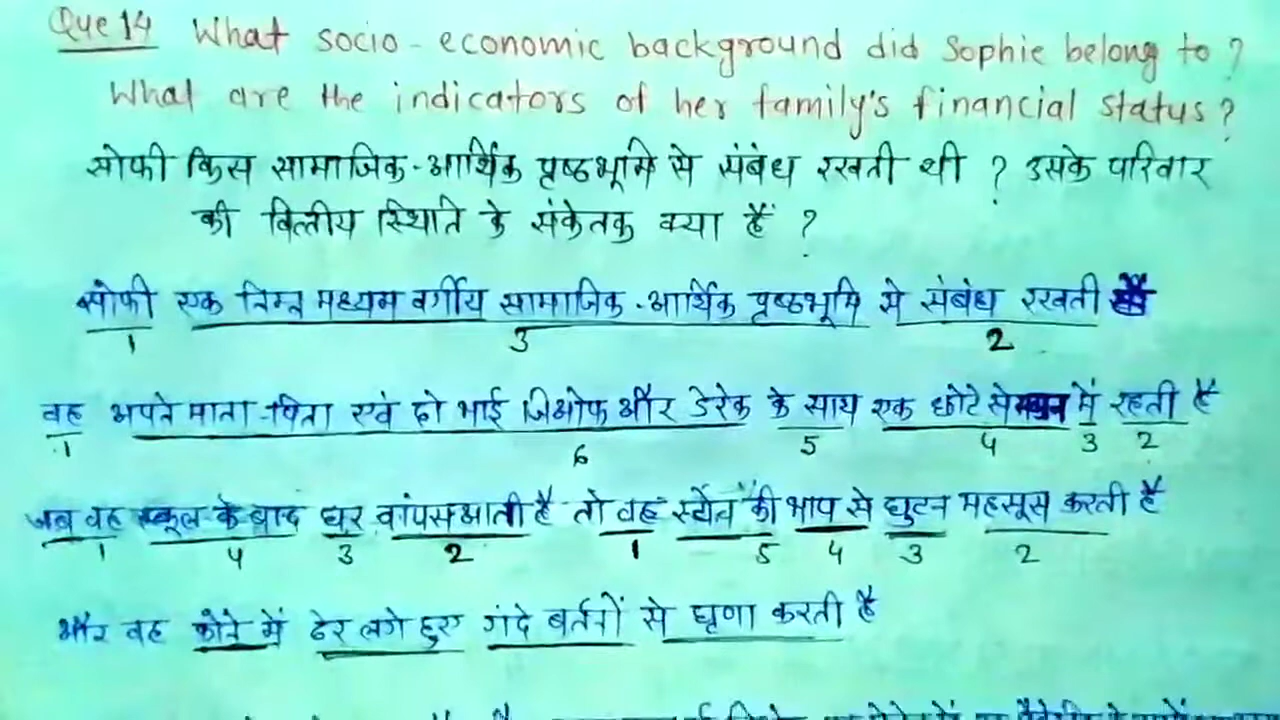 Que 14 What socio-economic background did Sophie belong to?
What are the indicators of her family's financial status?
सोफी किस सामाजिक-आर्थिक पृष्ठभूमि से संबंध रखती थी ? उसके परिवार
की वित्तीय स्थिति के संकेतक क्या हैं ?
सोफी एक निम्न मध्यम वर्गीय सामाजिक-आर्थिक पृष्ठभूमि से संबंध रखती है
1 3 2
वह अपने माता-पिता एवं दो भाई जिओफ और डेरेक के साथ एक छोटे से मकान में रहती है
1 6 5 4 3 2
जब वह स्कूल के बाद घर वापस आती है तो वह स्टोव की भाप से घुटन महसूस करती है
1 4 3 2 1 5 4 3 2
और वह कोने में ढेर लगे हुए गंदे बर्तनों से घृणा करती है